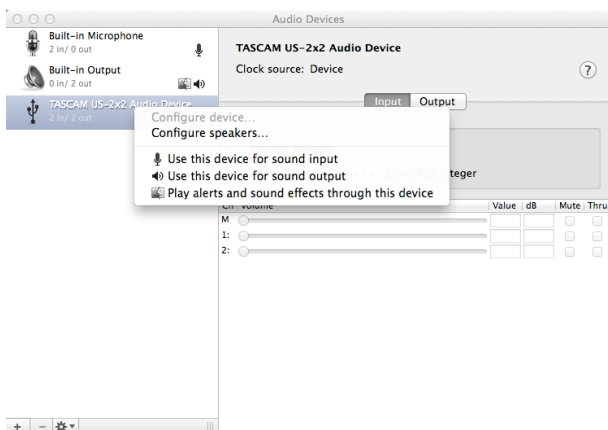 Audio Devices
Built-in Microphone
2 in/ 0 out
Built-in Output
0 in/ 2 out
TASCAM US-2x2 Audio Device
2 in/ 2 out
TASCAM US-2x2 Audio Device
Clock source: Device
?
Input Output
Configure device...
Configure speakers...
Use this device for sound input
Use this device for sound output
Play alerts and sound effects through this device
teger
Ch Volume Value dB Mute Thru
M
1:
2:
+ −